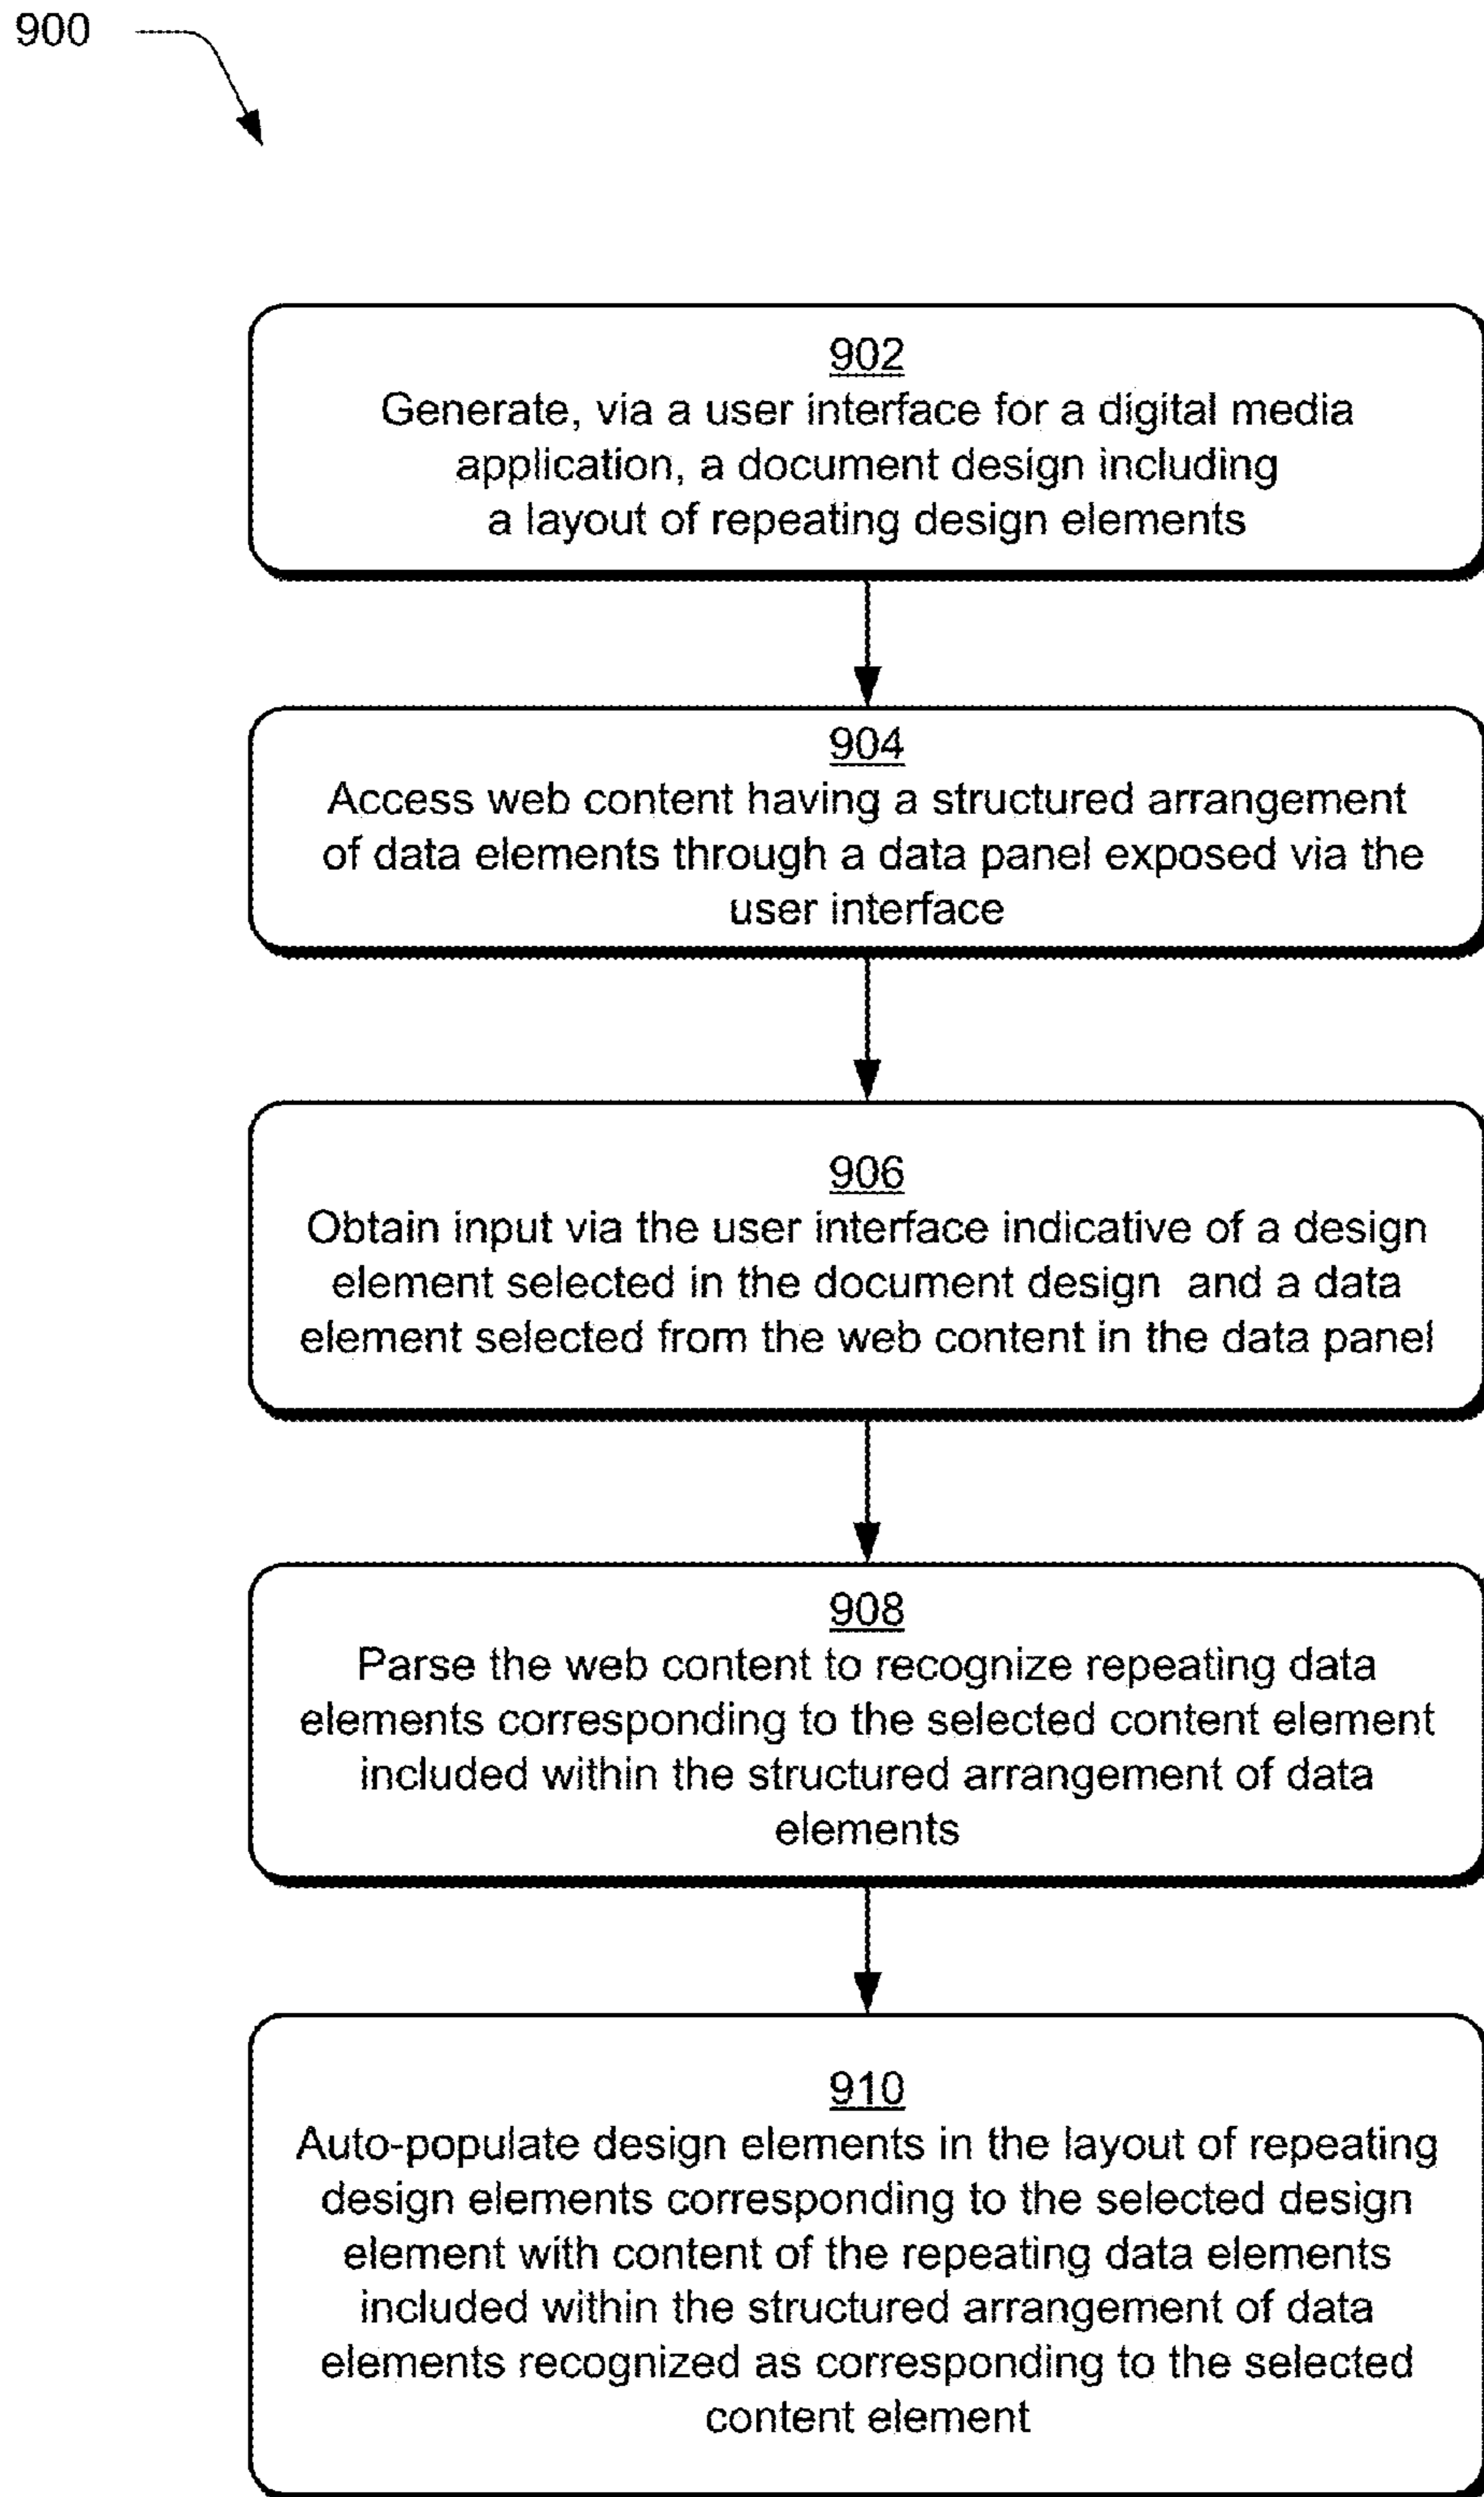 900
902
Generate, via a user interface for a digital media
application, a document design including
a layout of repeating design elements
904
Access web content having a structured arrangement
of data elements through a data panel exposed via the
user interface
906
Obtain input via the user interface indicative of a design
element selected in the document design and a data
element selected from the web content in the data panel
908
Parse the web content to recognize repeating data
elements corresponding to the selected content element
included within the structured arrangement of data
elements
910
Auto-populate design elements in the layout of repeating
design elements corresponding to the selected design
element with content of the repeating data elements
included within the structured arrangement of data
elements recognized as corresponding to the selected
content element